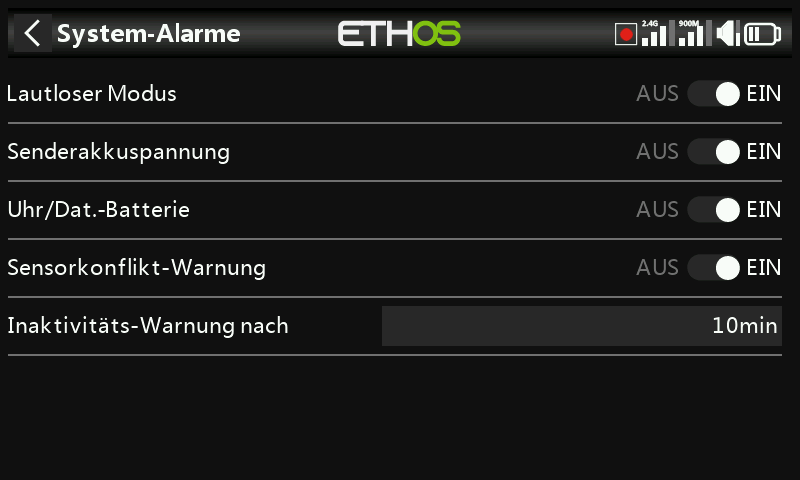 System-Alarme
ETHOS
2.4G
900M
Lautloser Modus AUS EIN
Senderakkuspannung AUS EIN
Uhr/Dat.-Batterie AUS EIN
Sensorkonflikt-Warnung AUS EIN
Inaktivitäts-Warnung nach 10min